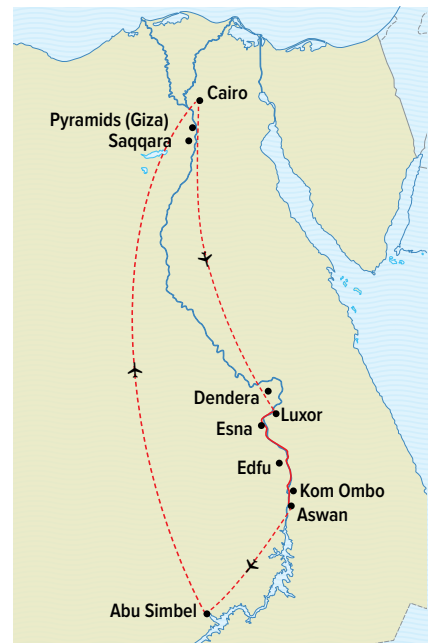 Cairo
Pyramids (Giza)
Saqqara
Dendera
Luxor
Esna
Edfu
Kom Ombo
Aswan
Abu Simbel